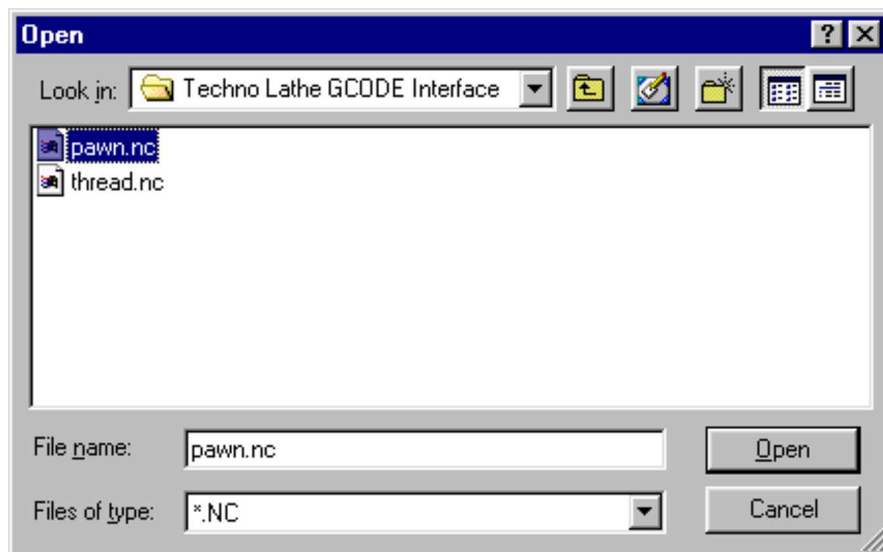 Open
Look in: Techno Lathe GCODE Interface
pawn.nc
thread.nc
File name: pawn.nc Open
Files of type: *.NC Cancel